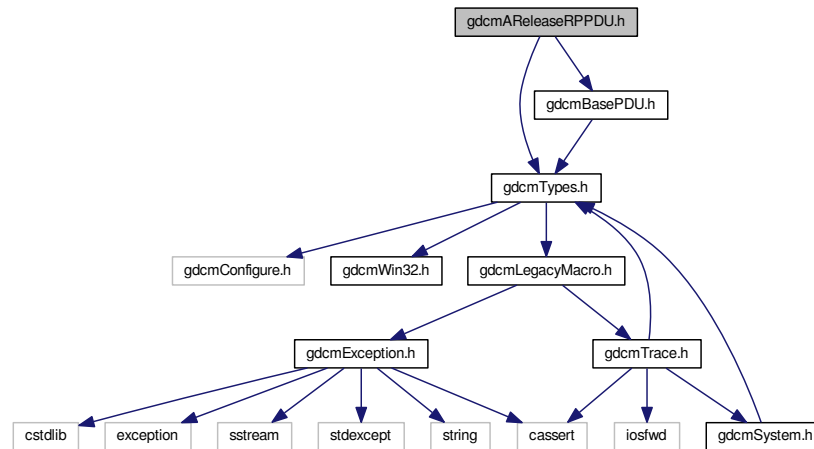 gdcmAReleaseRPPDU.h
gdcmBasePDU.h
gdcmTypes.h
gdcmConfigure.h
gdcmWin32.h
gdcmLegacyMacro.h
gdcmException.h
gdcmTrace.h
cstdlib
exception
sstream
stdexcept
string
cassert
iosfwd
gdcmSystem.h